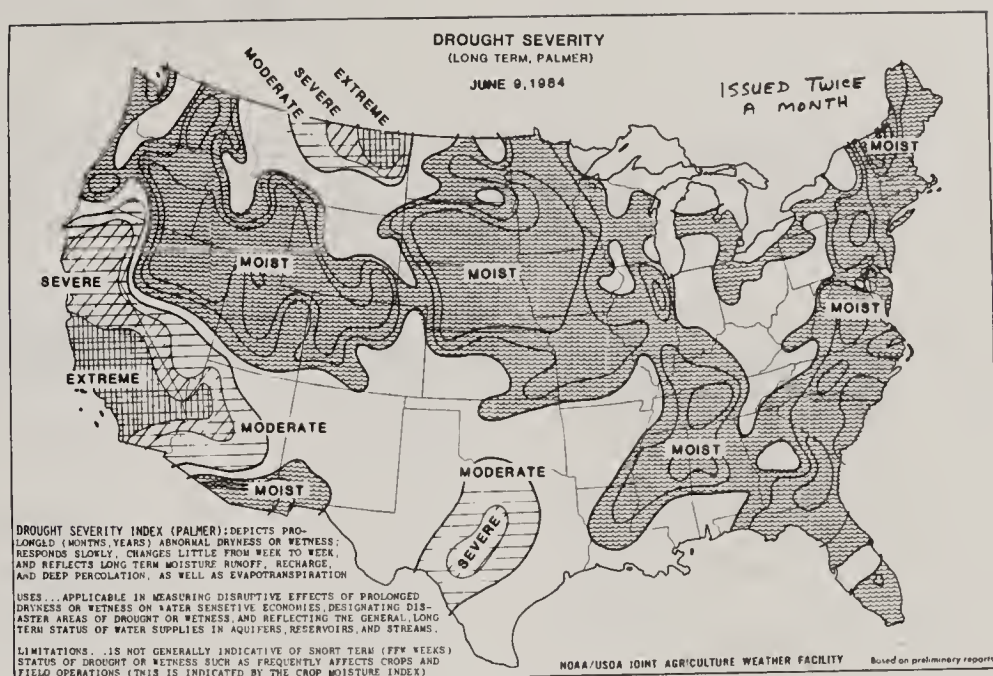 DROUGHT SEVERITY
(LONG TERM, PALMER)
JUNE 9, 1984
ISSUED TWICE
A MONTH
MODERATE
SEVERE
EXTREME
MOIST
MOIST
MOIST
SEVERE
MOIST
EXTREME
MODERATE
MODERATE
MOIST
MOIST
SEVERE
DROUGHT SEVERITY INDEX (PALMER): DEPICTS PRO-
LONGED (MONTHS, YEARS) ABNORMAL DRYNESS OR WETNESS;
RESPONDS SLOWLY, CHANGES LITTLE FROM WEEK TO WEEK,
AND REFLECTS LONG TERM MOISTURE RUNOFF, RECHARGE,
AND DEEP PERCOLATION, AS WELL AS EVAPOTRANSPIRATION
USES...APPLICABLE IN MEASURING DISRUPTIVE EFFECTS OF PROLONGED
DRYNESS OR WETNESS ON WATER SENSETIVE ECONOMIES, DESIGNATING DIS-
ASTER AREAS OF DROUGHT OR WETNESS, AND REFLECTING THE GENERAL, LONG
TERM STATUS OF WATER SUPPLIES IN AQUIFERS, RESERVOIRS, AND STREAMS.
LIMITATIONS. .IS NOT GENERALLY INDICATIVE OF SHORT TERM (FEW WEEKS)
STATUS OF DROUGHT OR WETNESS SUCH AS FREQUENTLY AFFECTS CROPS AND
FIELD OPERATIONS (THIS IS INDICATED BY THE CROP MOISTURE INDEX)
NOAA/USDA JOINT AGRICULTURE WEATHER FACILITY
Based on preliminary reports